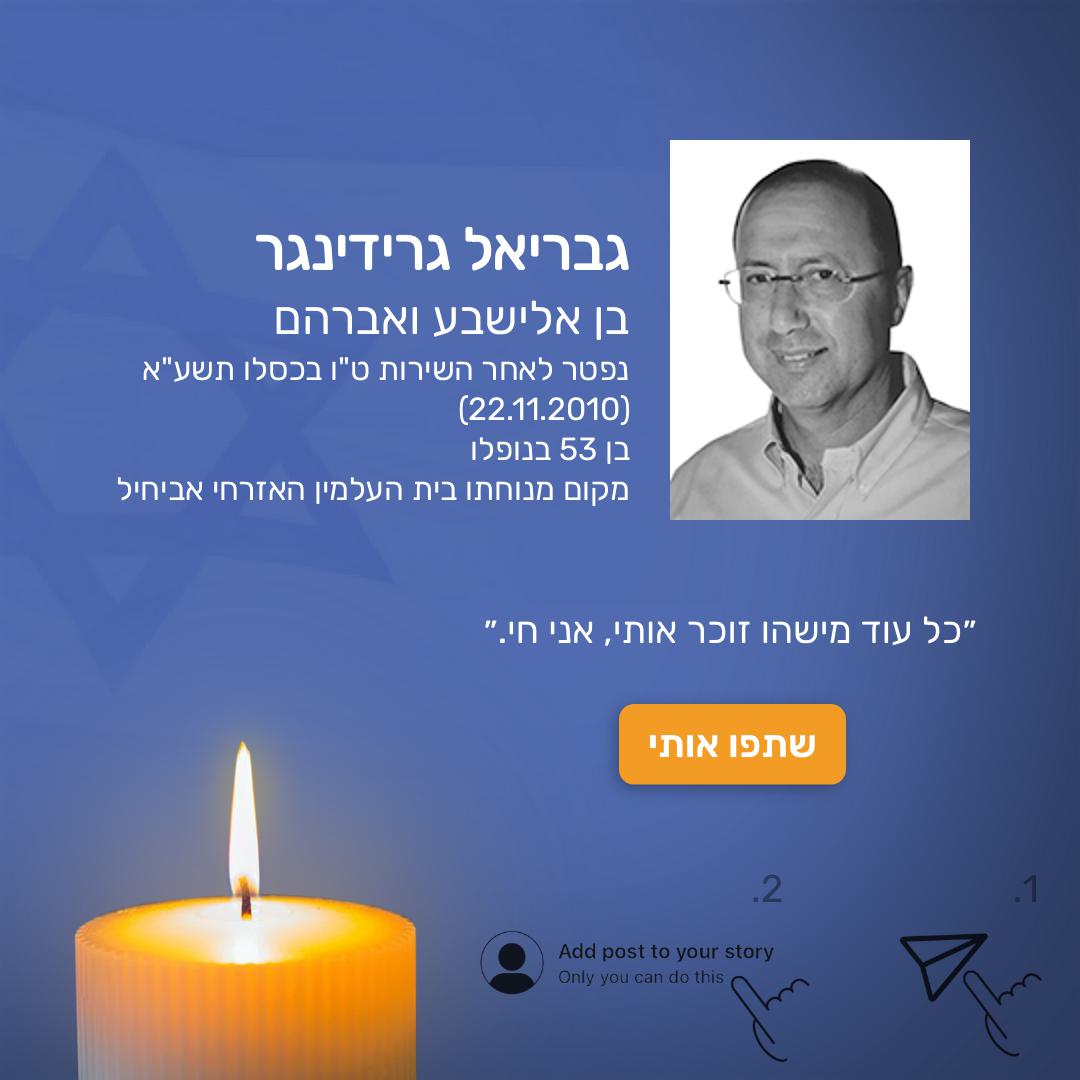 גבריאל גרידינגר
בן אלישבע ואברהם
נפטר לאחר השירות ט"ו בכסלו תשע"א
(22.11.2010)
בן 53 בנופלו
מקום מנוחתו בית העלמין האזרחי אביחיל
״כל עוד מישהו זוכר אותי, אני חי.״
שתפו אותי
1.
2.
Add post to your story
Only you can do this